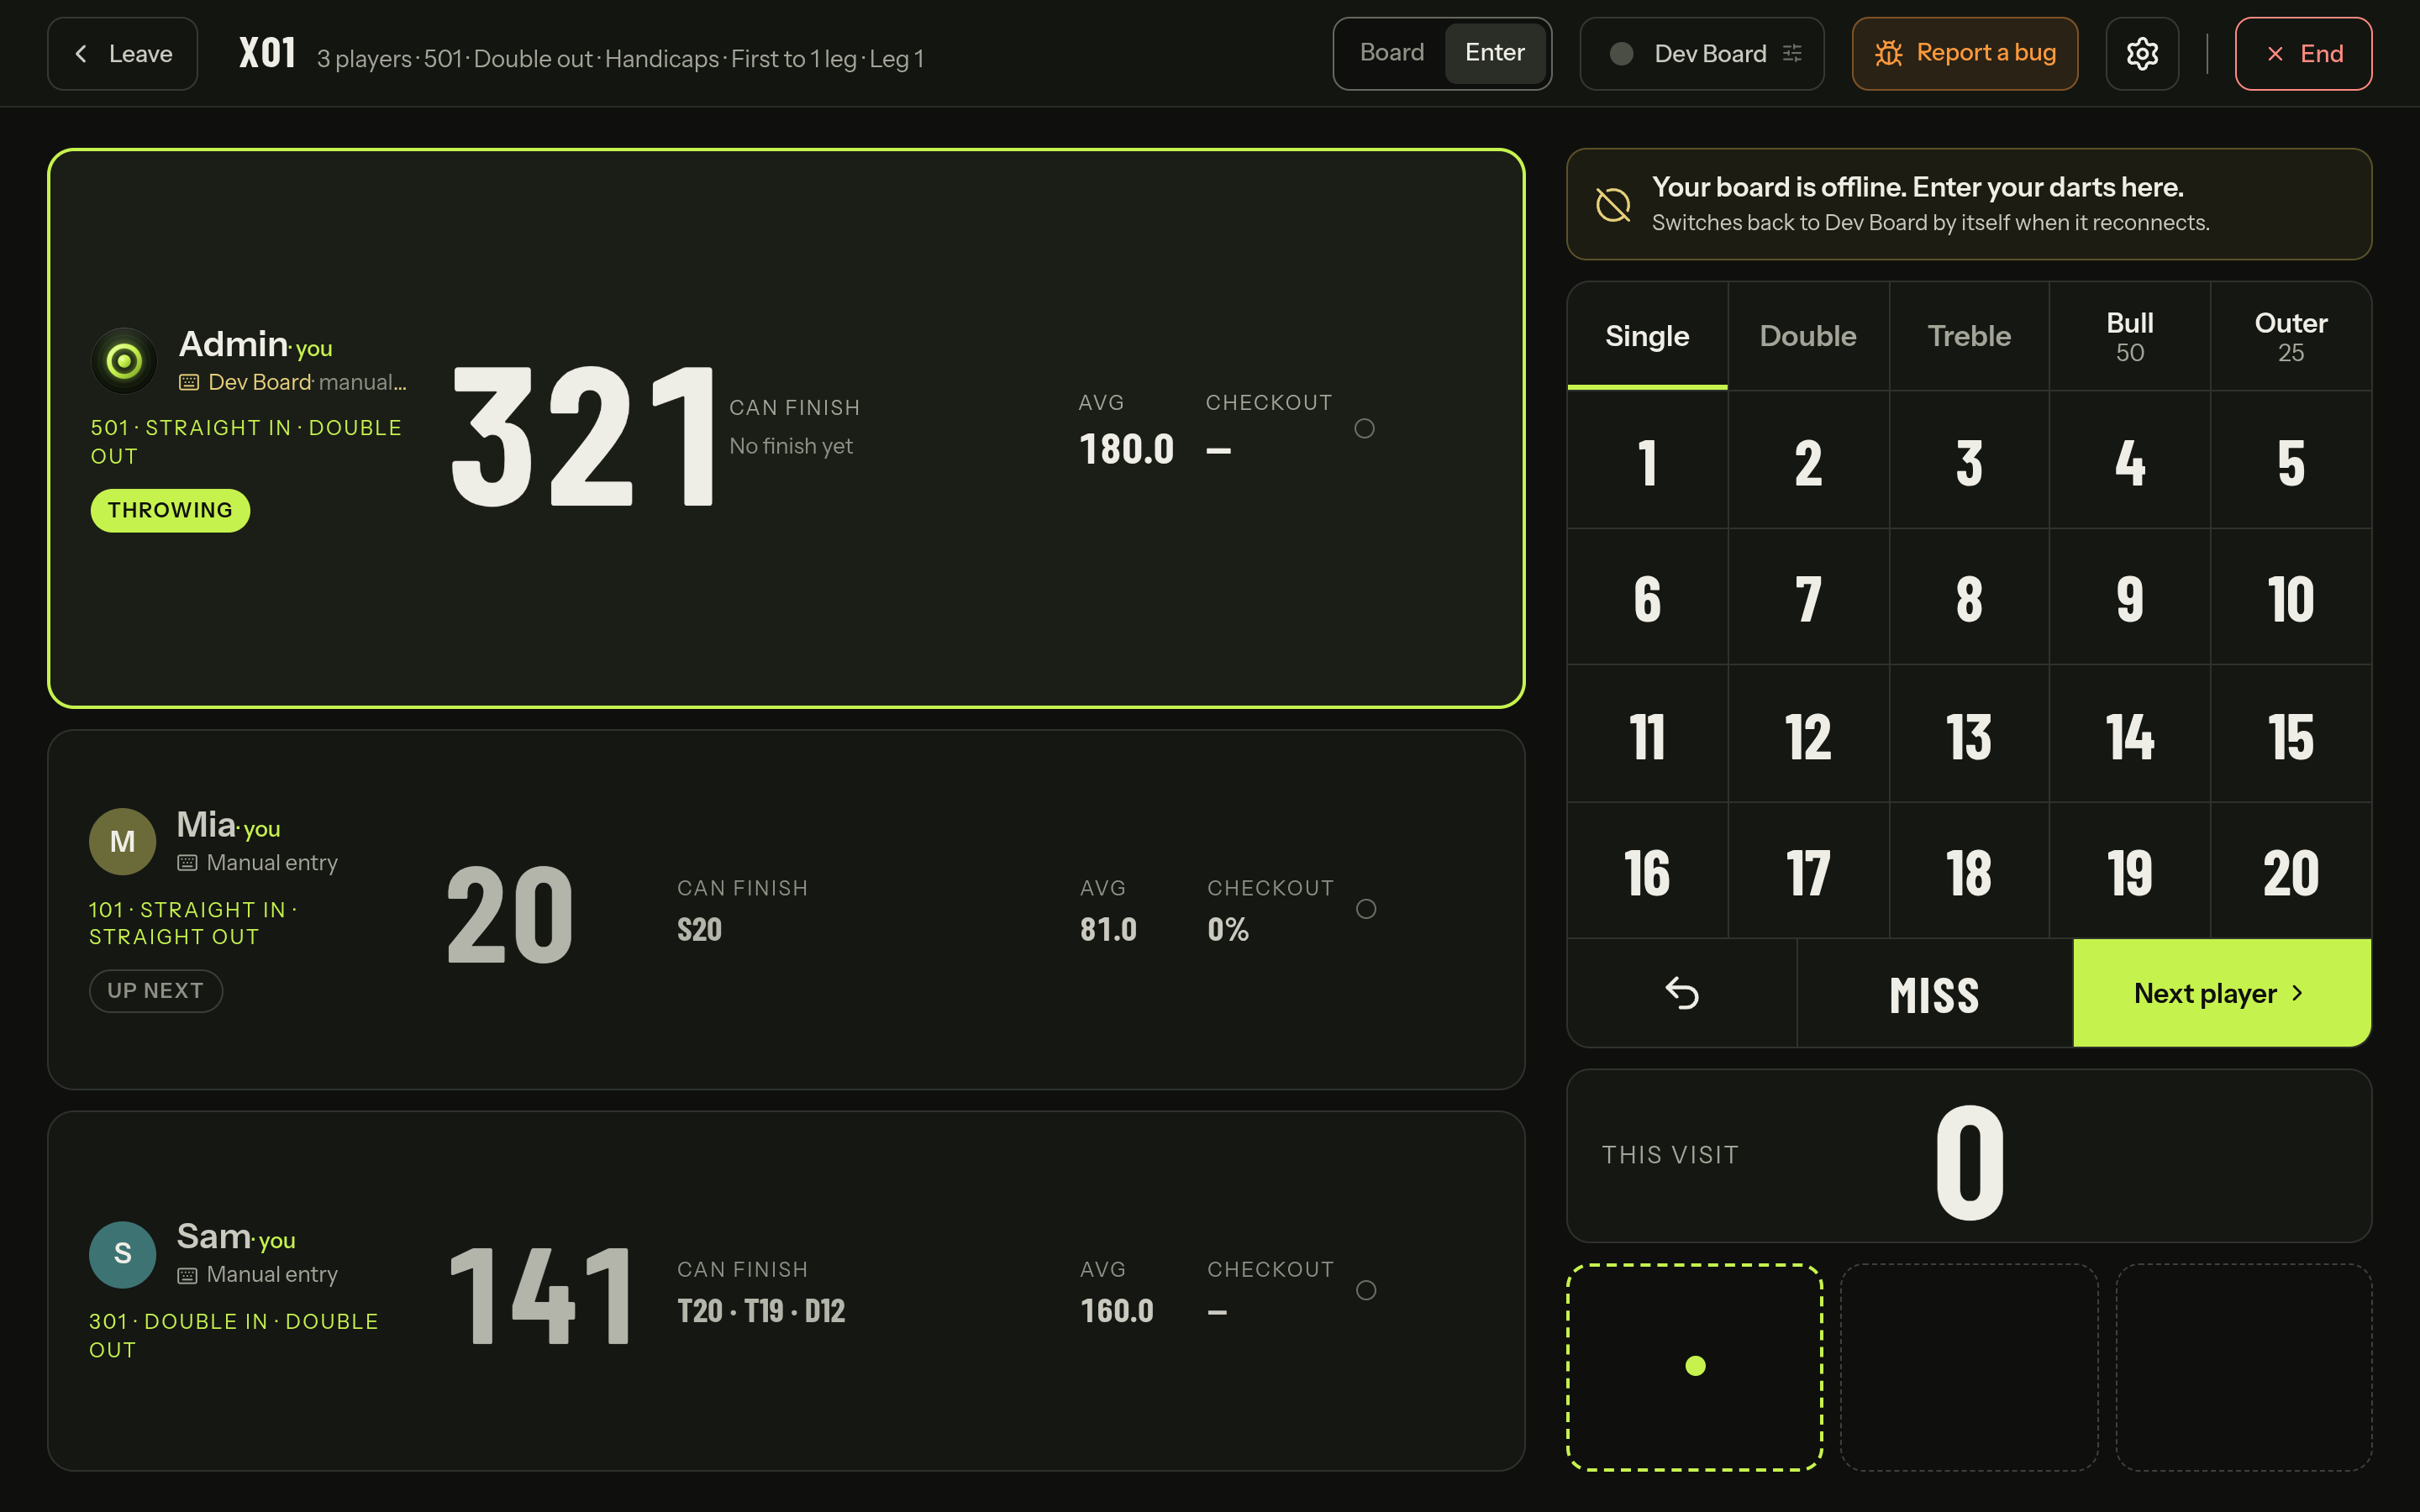 Leave
X01 3 players · 501 · Double out · Handicaps · First to 1 leg · Leg 1
Board Enter
Dev Board
Report a bug
End
Admin · you
Dev Board · manual...
501 · STRAIGHT IN · DOUBLE
OUT
THROWING
321
CAN FINISH
No finish yet
AVG
180.0
CHECKOUT
–
Mia · you
Manual entry
101 · STRAIGHT IN ·
STRAIGHT OUT
UP NEXT
20
CAN FINISH
S20
AVG
81.0
CHECKOUT
0%
Sam · you
Manual entry
301 · DOUBLE IN · DOUBLE
OUT
141
CAN FINISH
T20 · T19 · D12
AVG
160.0
CHECKOUT
–
Your board is offline. Enter your darts here.
Switches back to Dev Board by itself when it reconnects.
Single Double Treble Bull 50 Outer 25
1 2 3 4 5
6 7 8 9 10
11 12 13 14 15
16 17 18 19 20
MISS Next player
THIS VISIT 0